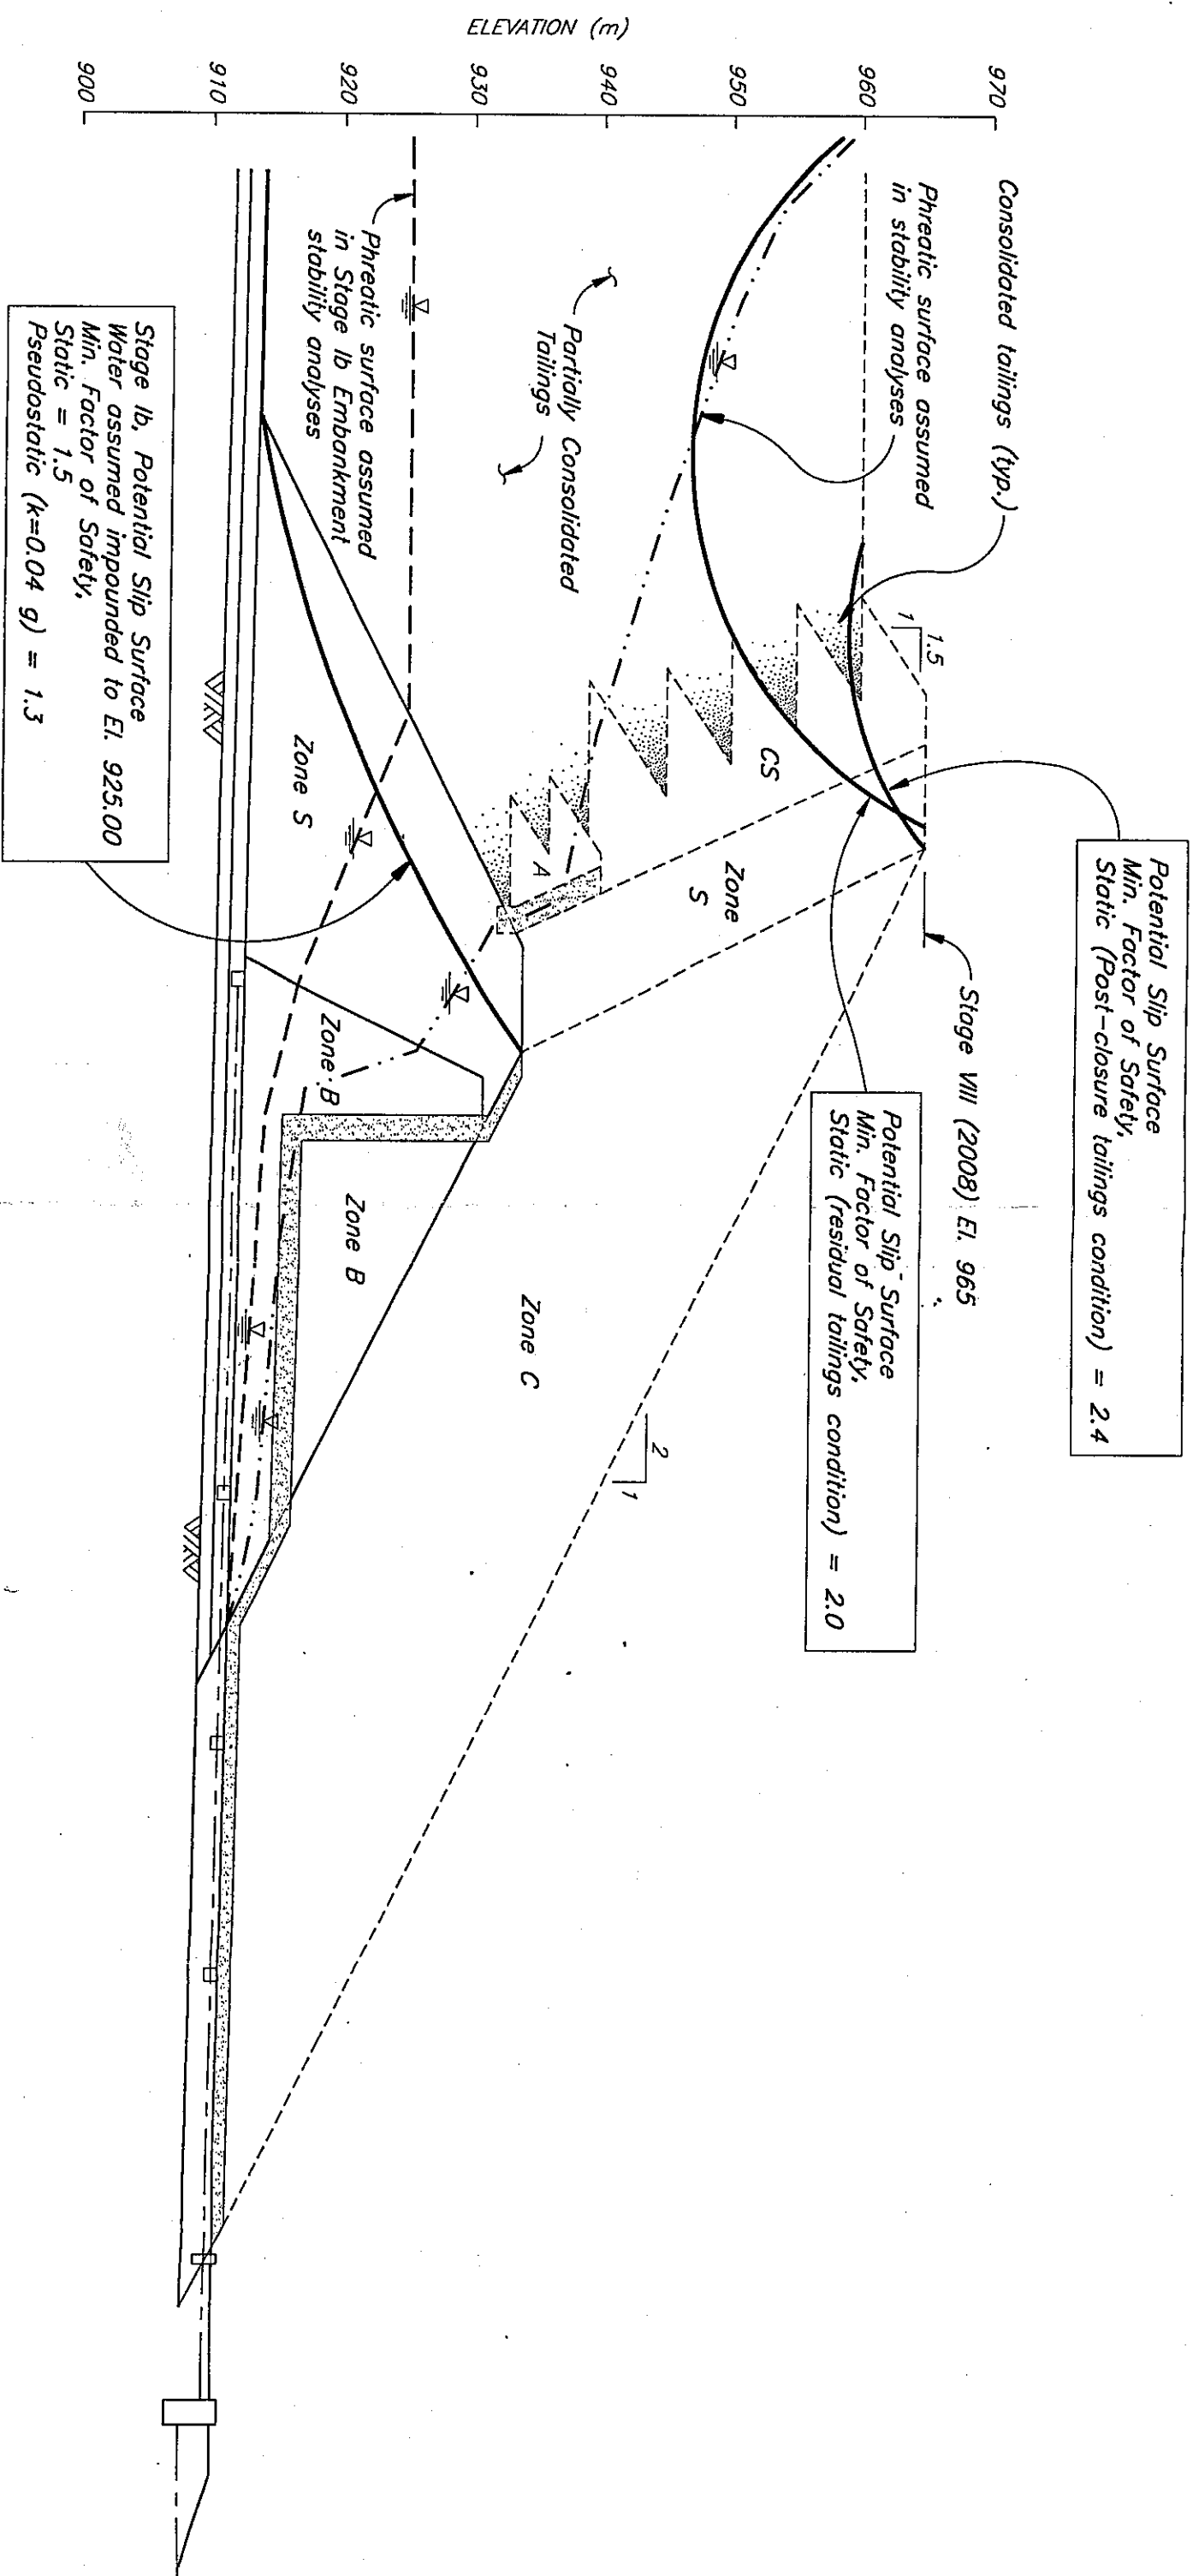 ELEVATION (m)
970
960
950
940
930
920
910
900
Consolidated tailings (typ.)
Phreatic surface assumed
in stability analyses
Partially Consolidated
Tailings
Phreatic surface assumed
in Stage Ib Embankment
stability analyses
1.5
1
CS
A
Zone
S
Zone S
Zone B
Zone B
Zone C
2
1
Stage VIII (2008) El. 965
Potential Slip Surface
Min. Factor of Safety,
Static (Post-closure tailings condition) = 2.4
Potential Slip Surface
Min. Factor of Safety,
Static (residual tailings condition) = 2.0
Stage Ib, Potential Slip Surface
Water assumed impounded to El. 925.00
Min. Factor of Safety,
Static = 1.5
Pseudostatic (k=0.04 g) = 1.3